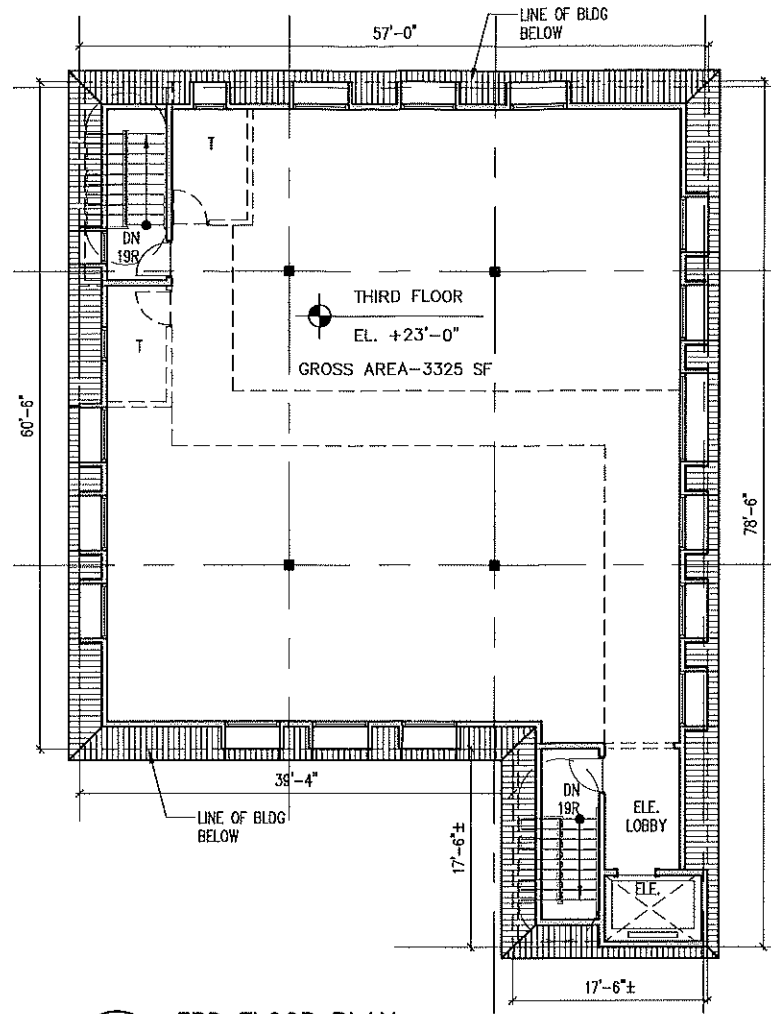 LINE OF BLDG
BELOW
57'-0"
T
DN
19R
THIRD FLOOR
EL. +23'-0"
GROSS AREA-3325 SF
T
60'-6"
78'-6"
39'-4"
LINE OF BLDG
BELOW
DN
19R
ELE.
LOBBY
17'-6"±
ELE.
17'-6"±